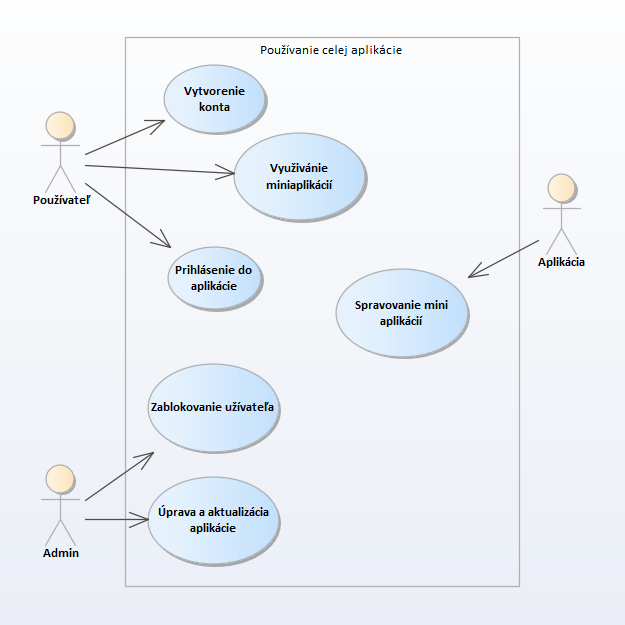 Používanie celej aplikácie
Vytvorenie
konta
Využivánie
miniaplikácií
Používateľ
Prihlásenie do
aplikácie
Aplikácia
Spravovanie mini
aplikácií
Zablokovanie užívateľa
Úprava a aktualizácia
aplikácie
Admin